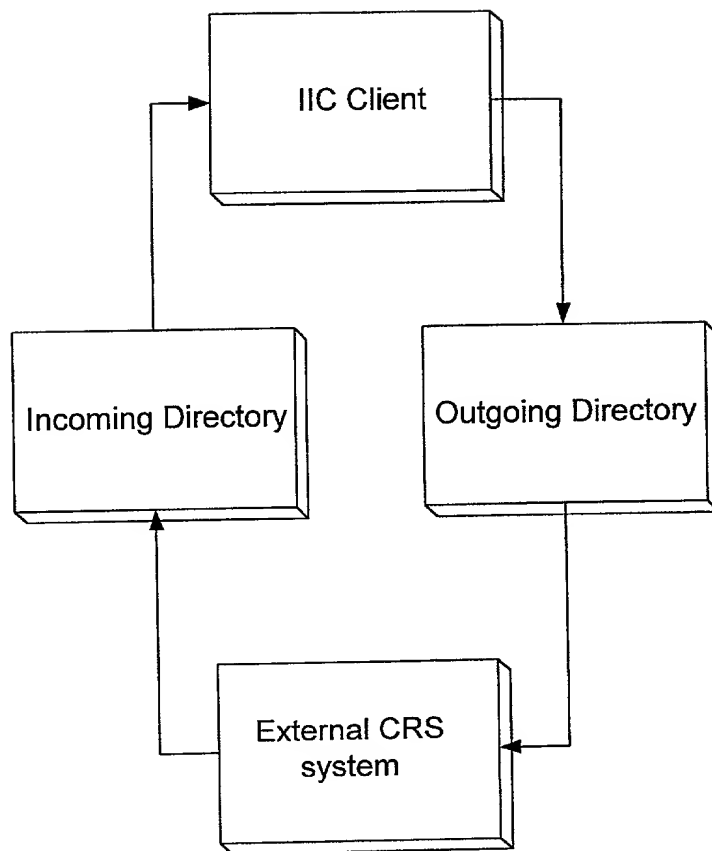 IIC Client
Incoming Directory
Outgoing Directory
External CRS
system